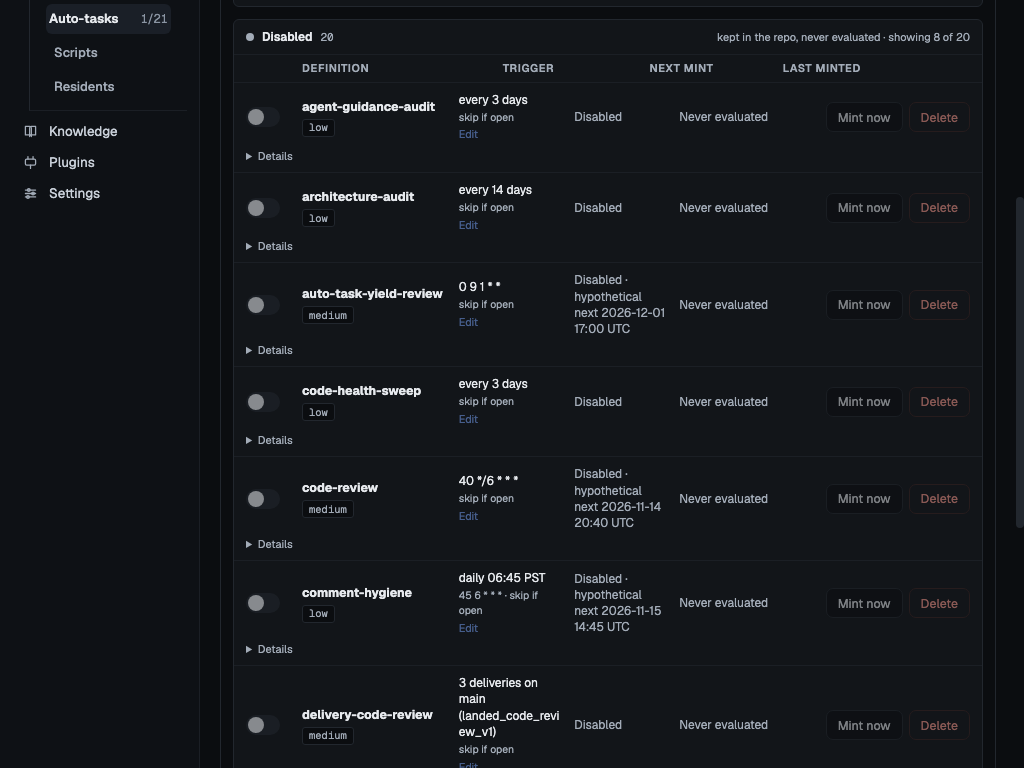 Auto-tasks 1/21
Scripts
Residents
Knowledge
Plugins
Settings
Disabled 20
kept in the repo, never evaluated · showing 8 of 20
DEFINITION TRIGGER NEXT MINT LAST MINTED
agent-guidance-audit
low
every 3 days
skip if open
Edit
Disabled
Never evaluated
Mint now
Delete
▶ Details
architecture-audit
low
every 14 days
skip if open
Edit
Disabled
Never evaluated
Mint now
Delete
▶ Details
auto-task-yield-review
medium
0 9 1 * *
skip if open
Edit
Disabled ·
hypothetical
next 2026-12-01
17:00 UTC
Never evaluated
Mint now
Delete
▶ Details
code-health-sweep
low
every 3 days
skip if open
Edit
Disabled
Never evaluated
Mint now
Delete
▶ Details
code-review
medium
40 */6 * * *
skip if open
Edit
Disabled ·
hypothetical
next 2026-11-14
20:40 UTC
Never evaluated
Mint now
Delete
▶ Details
comment-hygiene
low
daily 06:45 PST
45 6 * * * · skip if
open
Edit
Disabled ·
hypothetical
next 2026-11-15
14:45 UTC
Never evaluated
Mint now
Delete
▶ Details
delivery-code-review
medium
3 deliveries on
main
(landed_code_revi
ew_v1)
skip if open
Edit
Disabled
Never evaluated
Mint now
Delete